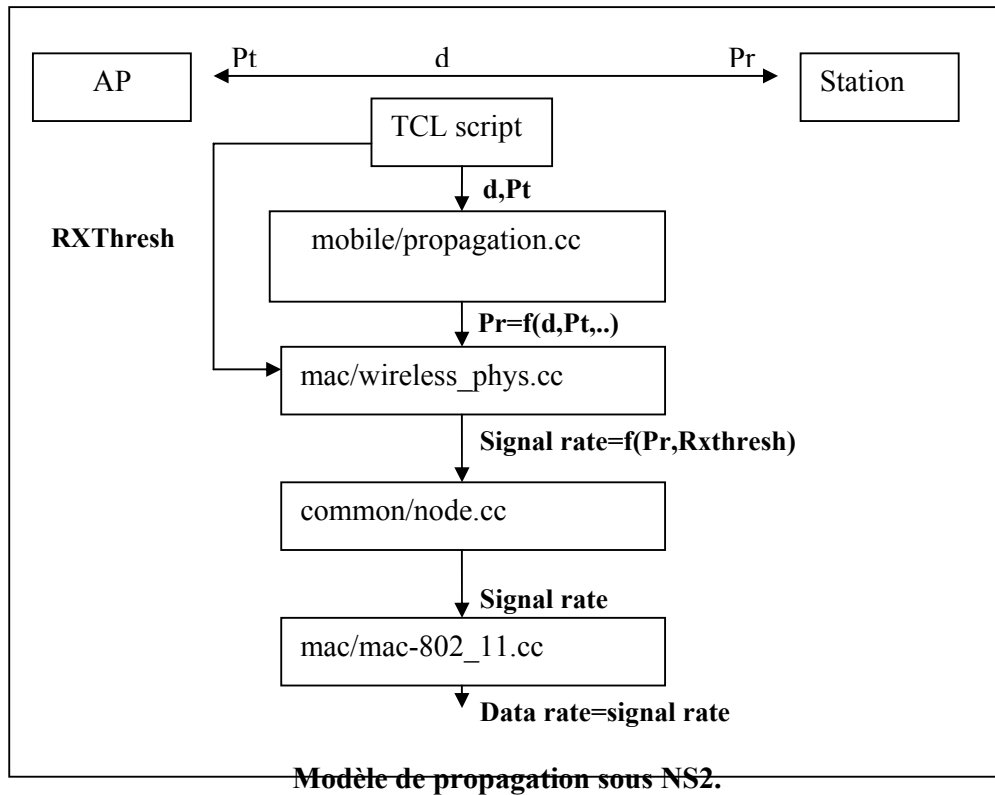 Pt d Pr
AP
Station
TCL script
d,Pt
RXThresh
mobile/propagation.cc
Pr=f(d,Pt,..)
mac/wireless_phys.cc
Signal rate=f(Pr,Rxthresh)
common/node.cc
Signal rate
mac/mac-802_11.cc
Data rate=signal rate
Modèle de propagation sous NS2.